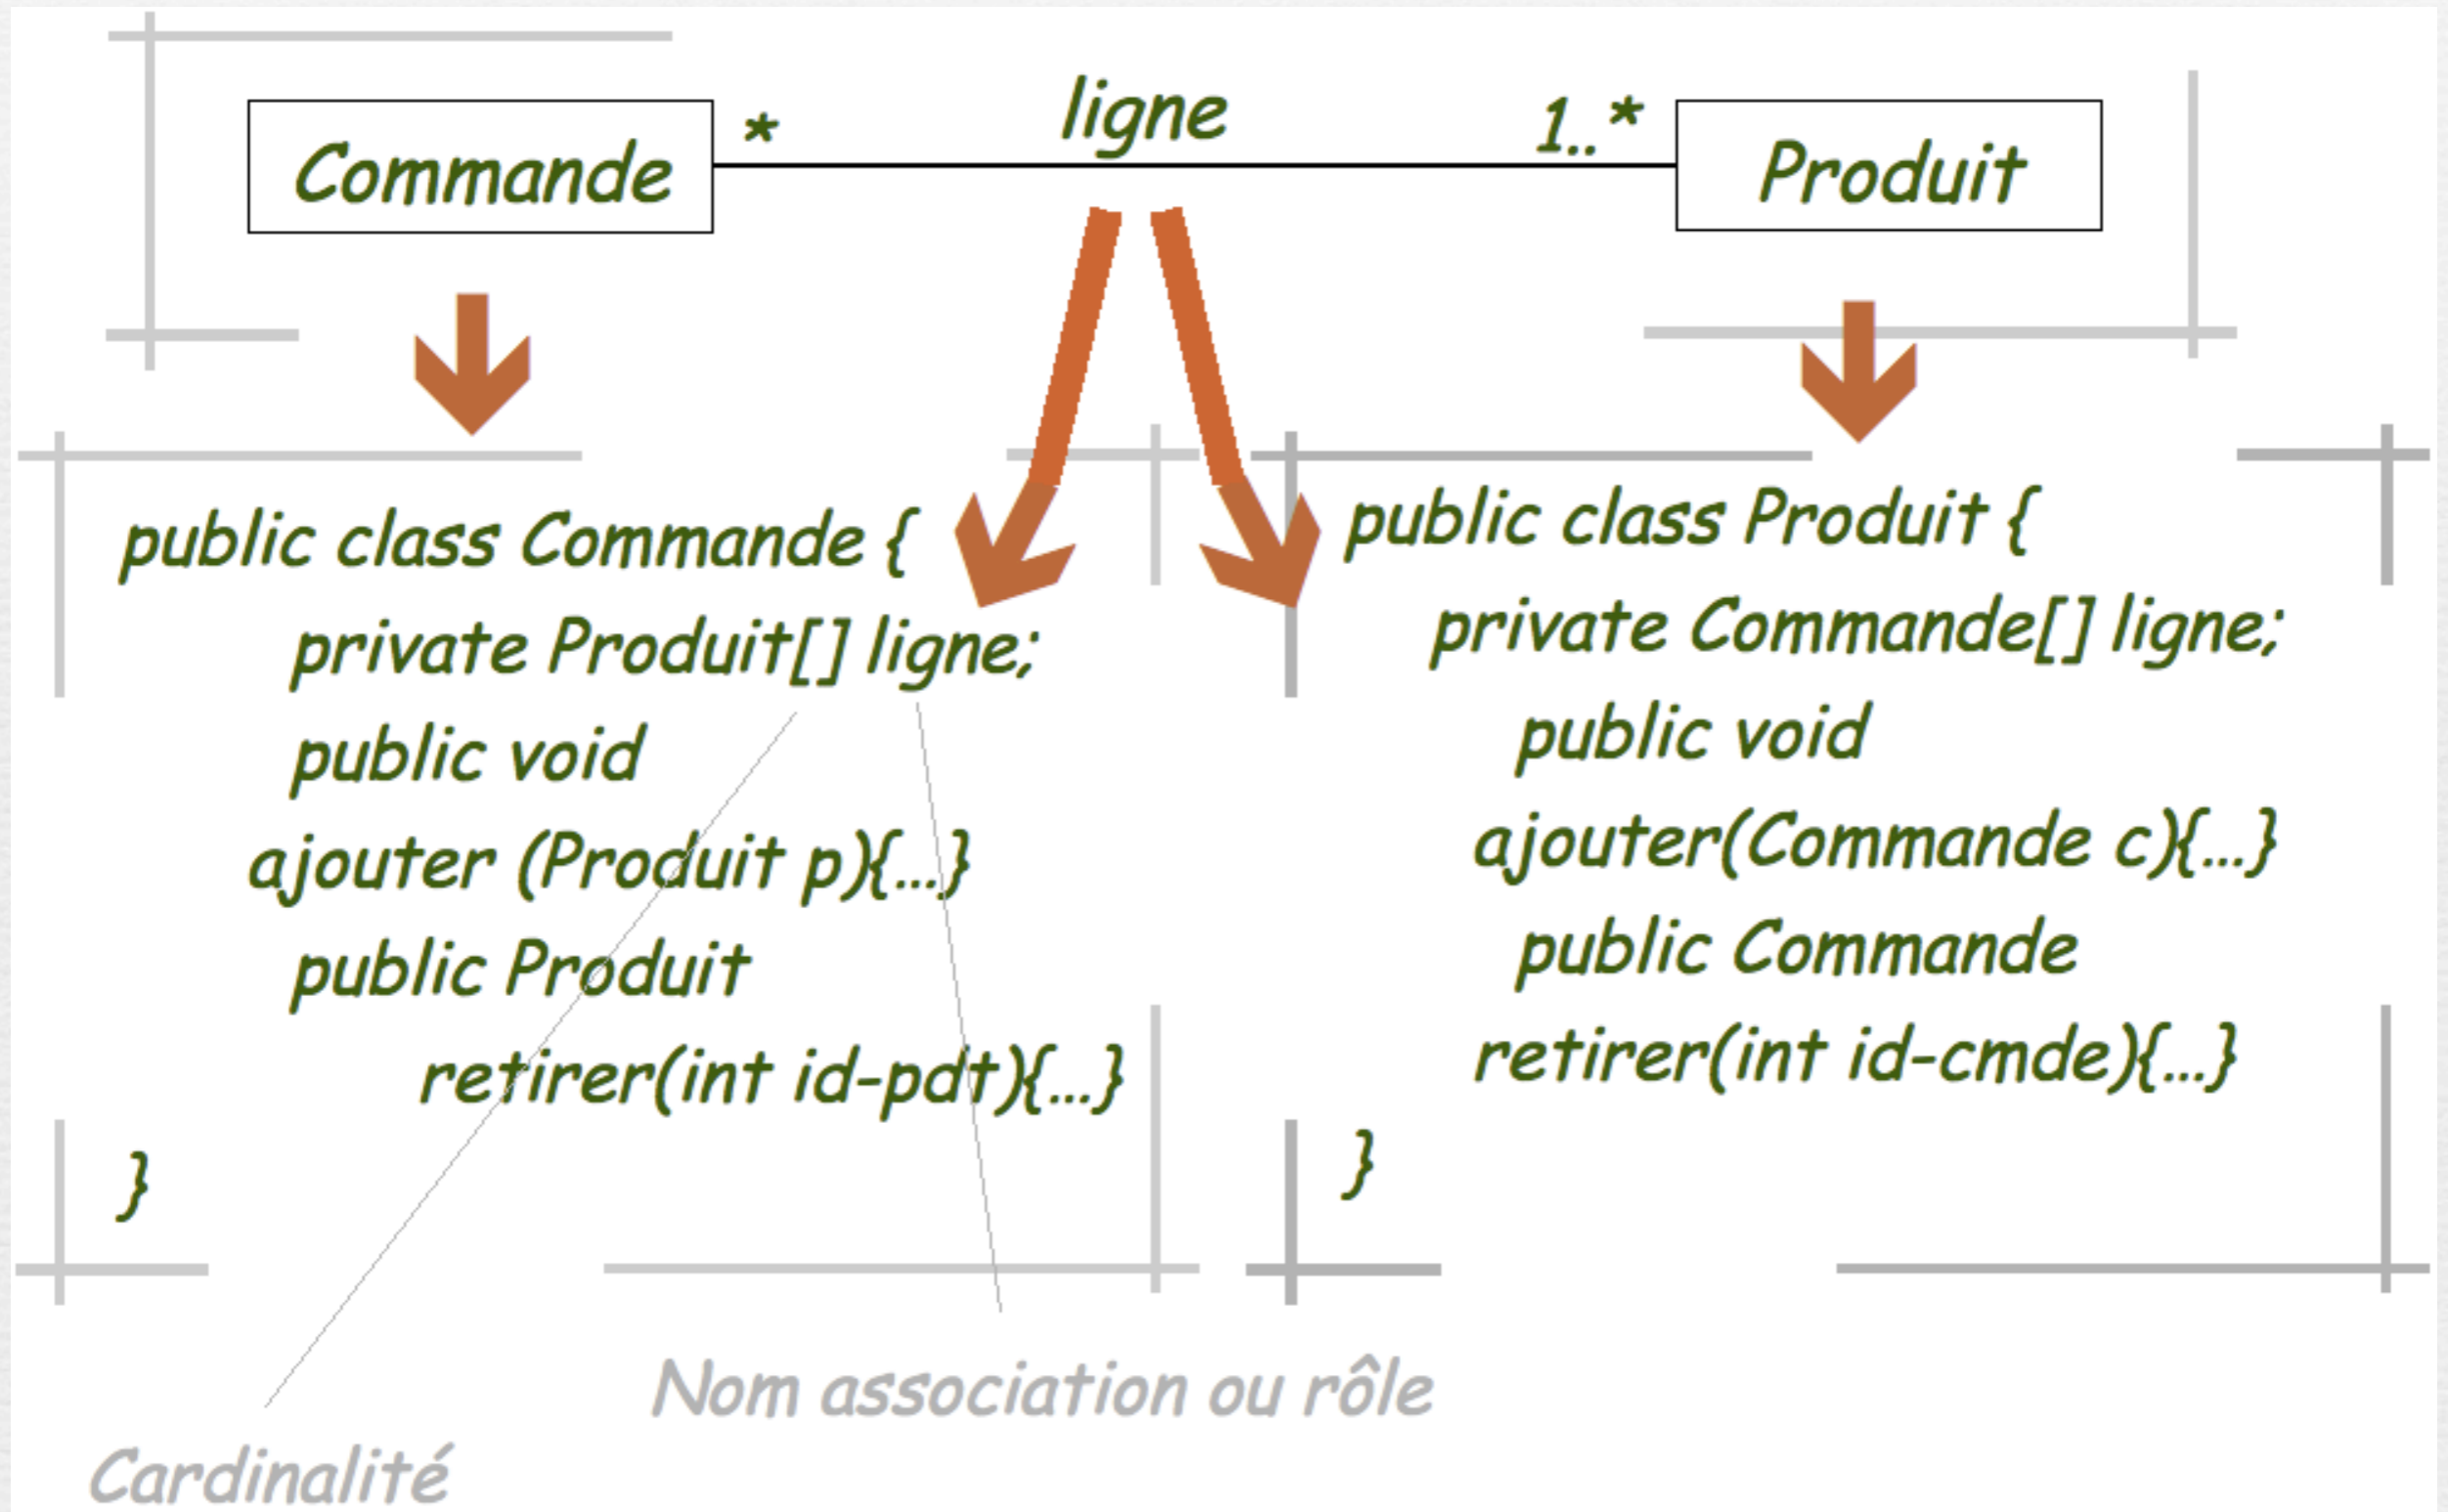 Commande * ligne 1..* Produit
public class Commande {
private Produit[] ligne;
public void
ajouter (Produit p){...}
public Produit
retirer(int id-pdt){...}
}
public class Produit {
private Commande[] ligne;
public void
ajouter(Commande c){...}
public Commande
retirer(int id-cmde){...}
}
Nom association ou rôle
Cardinalité